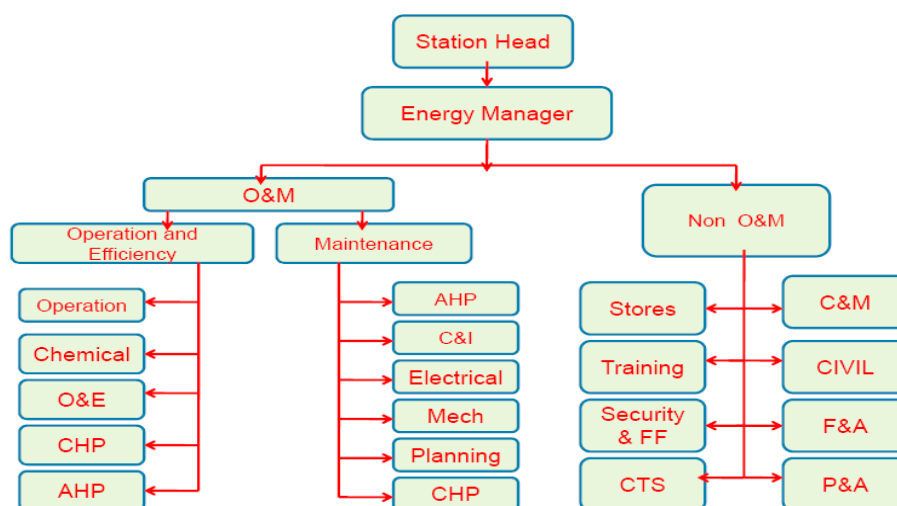 Station Head
Energy Manager
O&M
Non O&M
Operation and
Efficiency
Maintenance
Operation
Chemical
O&E
CHP
AHP
AHP
C&I
Electrical
Mech
Planning
CHP
Stores
Training
Security
& FF
CTS
C&M
CIVIL
F&A
P&A